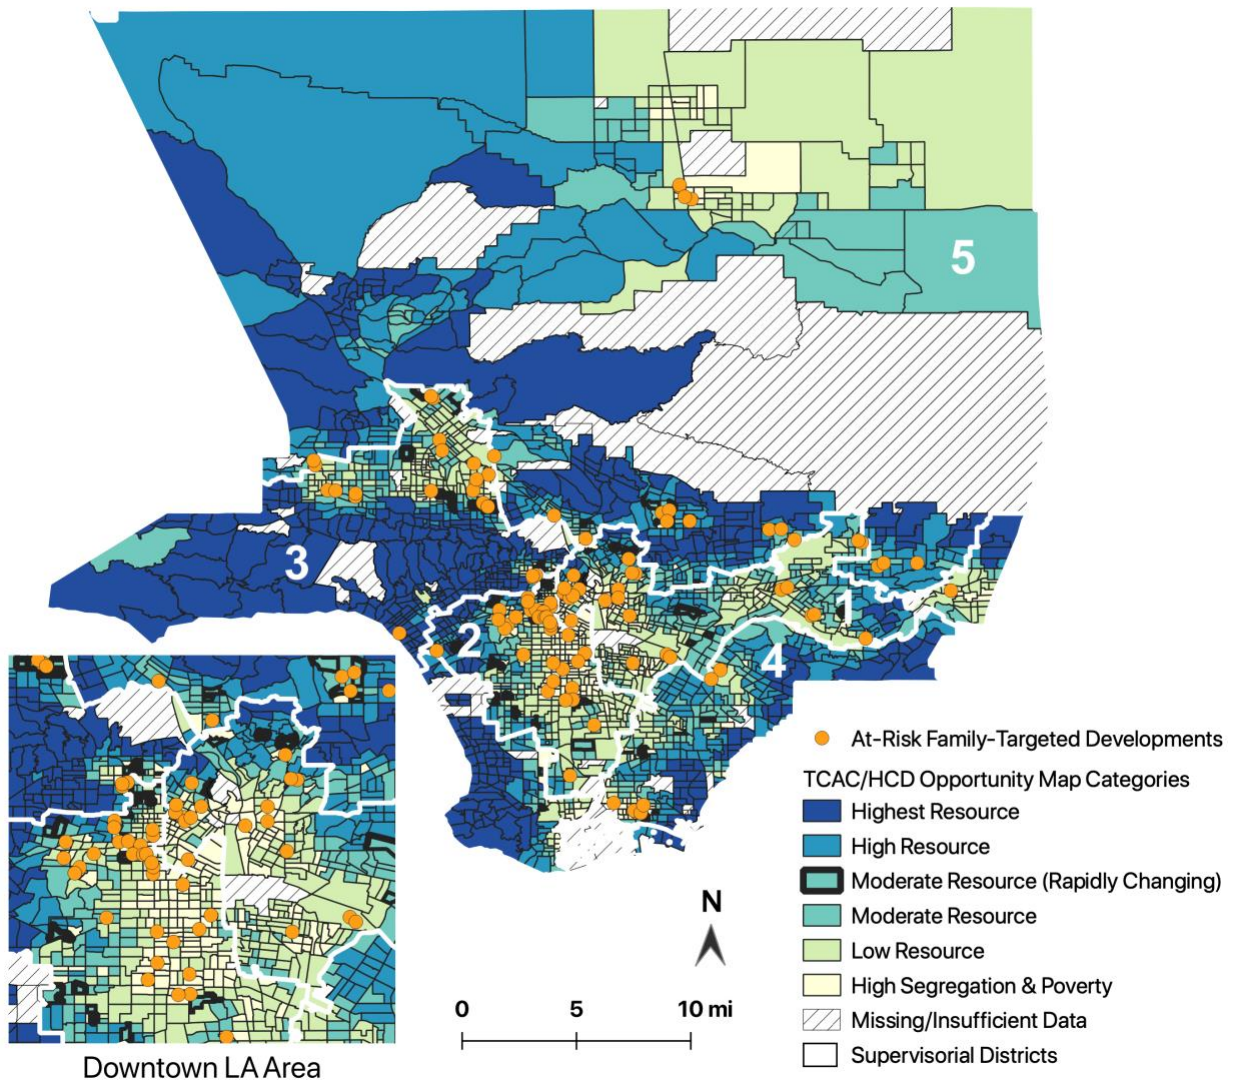 5
3
2
1
4
At-Risk Family-Targeted Developments
TCAC/HCD Opportunity Map Categories
Highest Resource
High Resource
Moderate Resource (Rapidly Changing)
Moderate Resource
Low Resource
High Segregation & Poverty
Missing/Insufficient Data
Supervisorial Districts
N
0 5 10 mi
Downtown LA Area